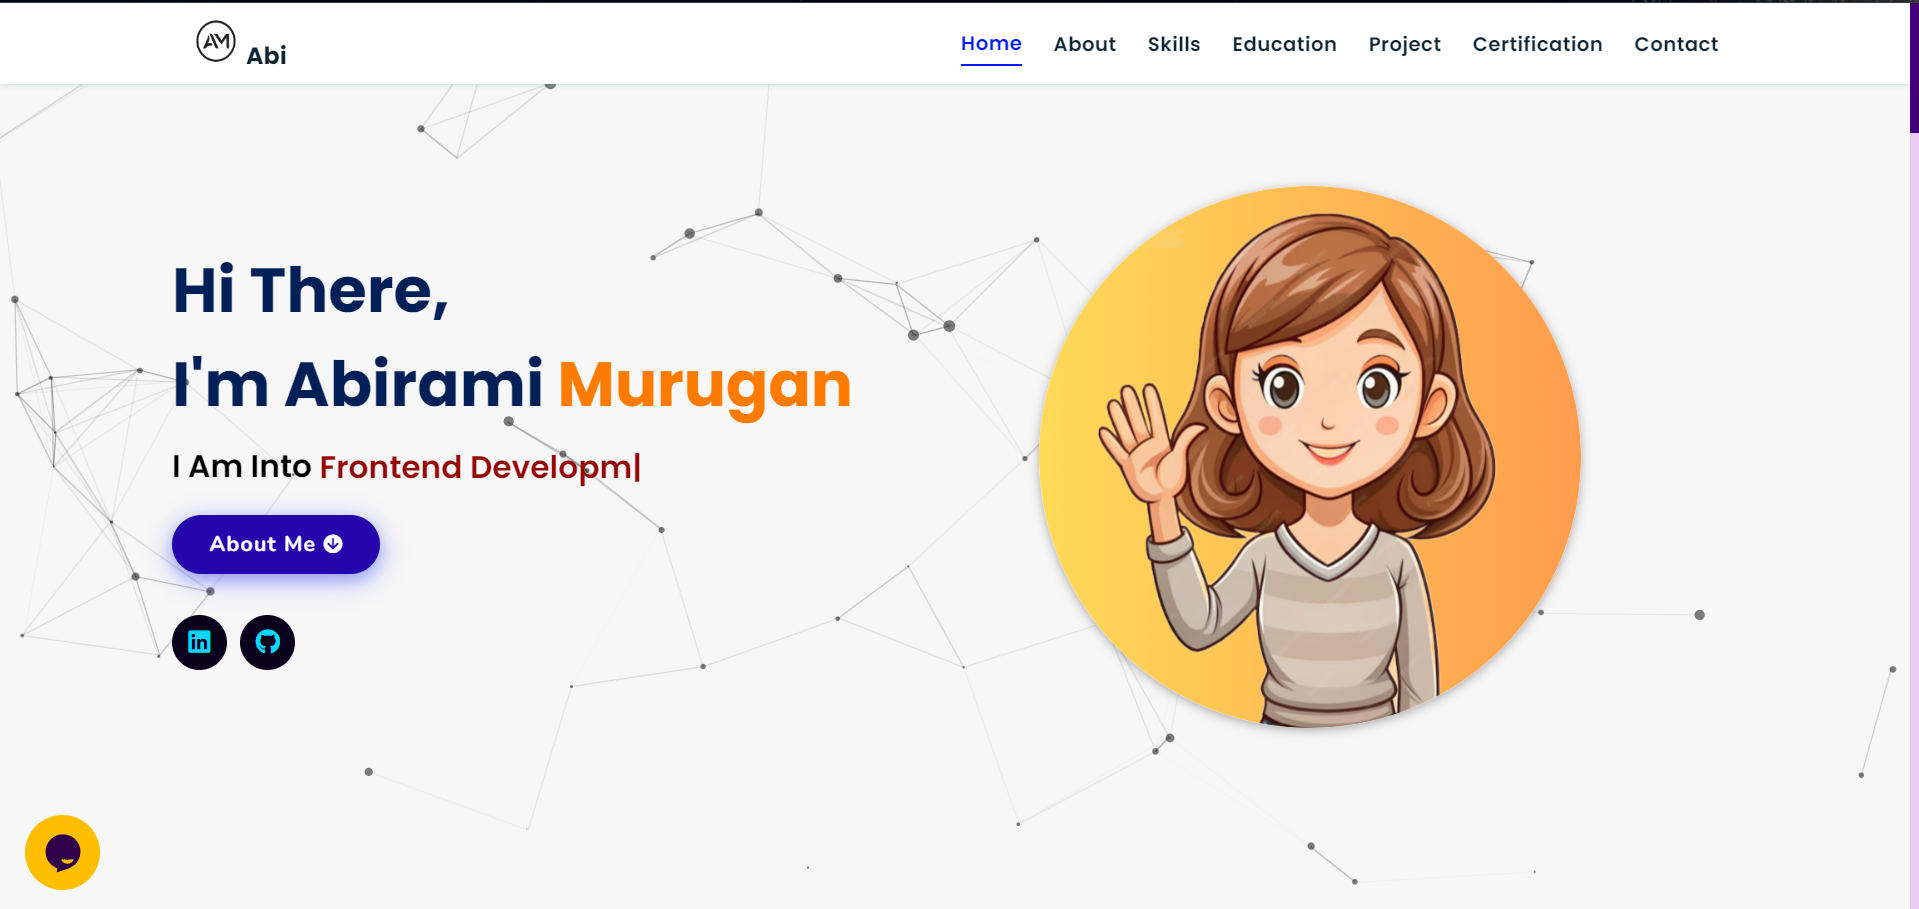 AM
Abi
Home
About
Skills
Education
Project
Certification
Contact
Hi There,
I'm Abirami Murugan
I Am Into Frontend Developm|
About Me
in